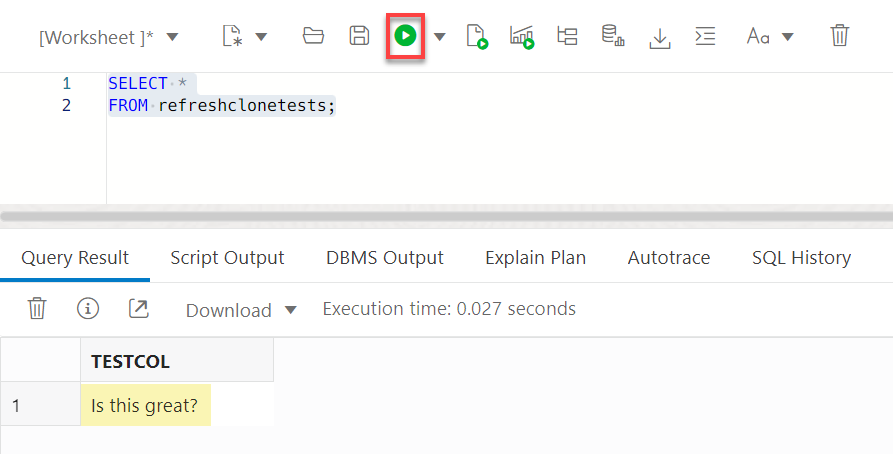 [Worksheet ]*
Aa
1 SELECT *
2 FROM refreshclonetests;
Query Result Script Output DBMS Output Explain Plan Autotrace SQL History
Download Execution time: 0.027 seconds
TESTCOL
1 Is this great?